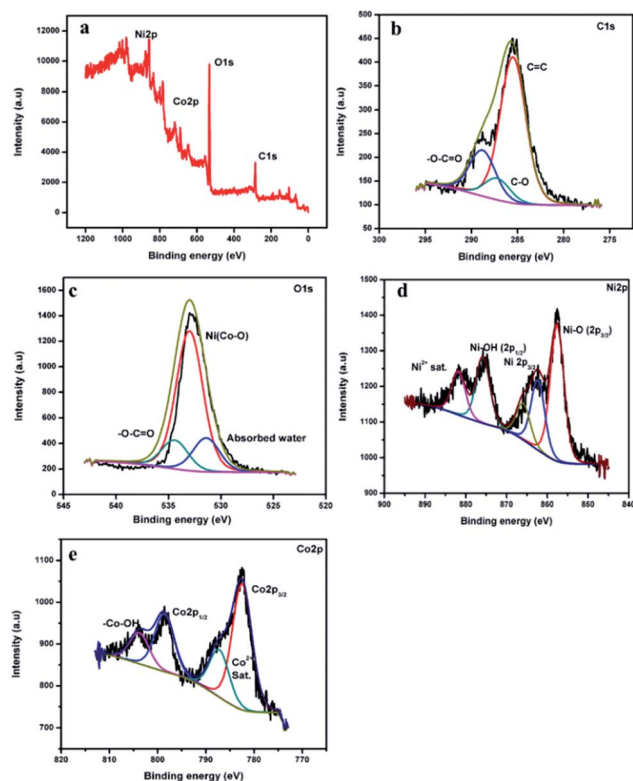 a
Ni2p
O1s
Co2p
C1s
Intensity (a.u)
12000
10000
8000
6000
4000
2000
0
1200 1000 800 600 400 200 0
Binding energy (eV)
b
C1s
C=C
-O-C=O
C-O
Intensity (a.u)
450
400
350
300
250
200
150
100
50
300 295 290 285 280 275
Binding energy (eV)
c
O1s
Ni(Co-O)
-O-C=O
Absorbed water
Intensity (a.u)
1600
1400
1200
1000
800
600
400
200
0
545 540 535 530 525 520
Binding energy (eV)
d
Ni2p
Ni-OH (2p1/2)
Ni-O (2p3/2)
Ni2+ sat.
Ni 2p3/2
Intensity (a.u)
1500
1400
1300
1200
1100
1000
900 890 880 870 860 850 840
Binding energy (eV)
e
Co2p
Co2p3/2
-Co-OH
Co2p1/2
Co2+
Sat.
Intensity (a.u)
1100
1000
900
800
700
820 810 800 790 780 770 760
Binding energy (eV)